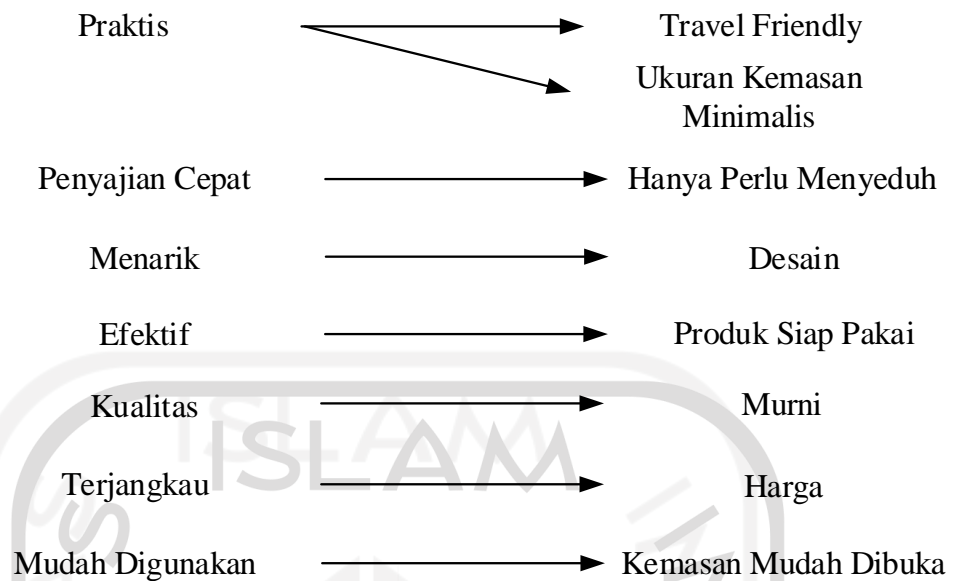 Praktis Travel Friendly
Ukuran Kemasan
Minimalis
Penyajian Cepat Hanya Perlu Menyeduh
Menarik Desain
Efektif Produk Siap Pakai
Kualitas Murni
ISLAM
Terjangkau Harga
Mudah Digunakan Kemasan Mudah Dibuka